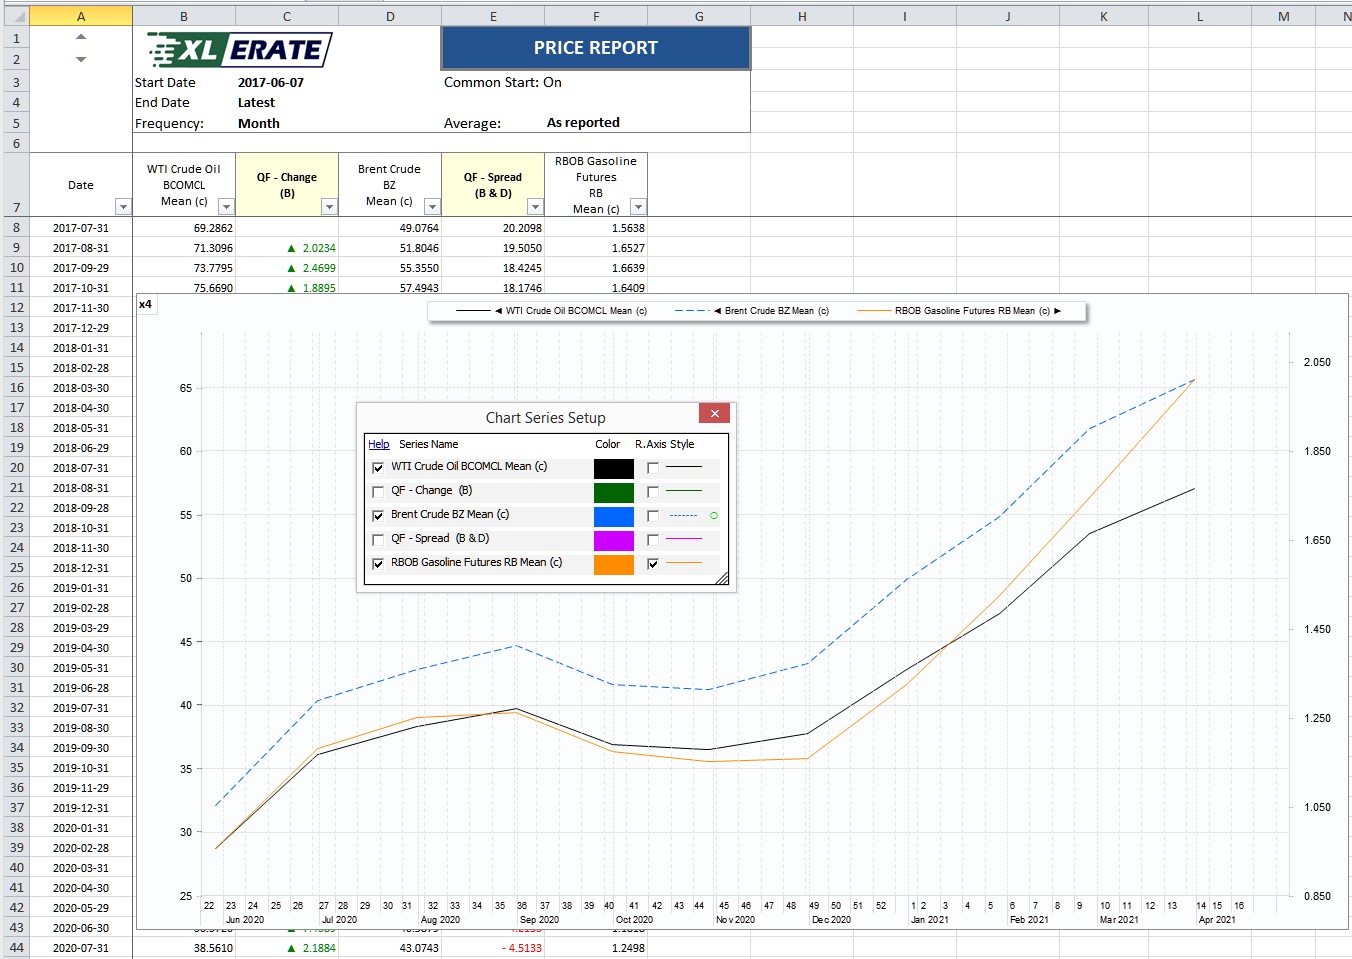 A B C D E F G H I J K L M N
1
2
XLERATE
PRICE REPORT
3 Start Date 2017-06-07 Common Start: On
4 End Date Latest
5 Frequency: Month Average: As reported
6
7 Date
WTI Crude Oil
BCOMCL
Mean (c)
QF - Change
(B)
Brent Crude
BZ
Mean (c)
QF - Spread
(B & D)
RBOB Gasoline
Futures
RB
Mean (c)
8 2017-07-31 69.2862 49.0764 20.2098 1.5638
9 2017-08-31 71.3096 ▲ 2.0234 51.8046 19.5050 1.6527
10 2017-09-29 73.7795 ▲ 2.4699 55.3550 18.4245 1.6639
11 2017-10-31 75.6690 ▲ 1.8895 57.4943 18.1746 1.6409
12 2017-11-30
13 2017-12-29
14 2018-01-31
15 2018-02-28
16 2018-03-30
17 2018-04-30
18 2018-05-31
19 2018-06-29
20 2018-07-31
21 2018-08-31
22 2018-09-28
23 2018-10-31
24 2018-11-30
25 2018-12-31
26 2019-01-31
27 2019-02-28
28 2019-03-29
29 2019-04-30
30 2019-05-31
31 2019-06-28
32 2019-07-31
33 2019-08-30
34 2019-09-30
35 2019-10-31
36 2019-11-29
37 2019-12-31
38 2020-01-31
39 2020-02-28
40 2020-03-31
41 2020-04-30
42 2020-05-29
43 2020-06-30
44 2020-07-31 38.5610 ▲ 2.1884 43.0743 - 4.5133 1.2498
x4
◄ WTI Crude Oil BCOMCL Mean (c) ◄ Brent Crude BZ Mean (c) RBOB Gasoline Futures RB Mean (c) ►
65
60
55
50
45
40
35
30
25
2.050
1.850
1.650
1.450
1.250
1.050
0.850
Chart Series Setup
Help Series Name Color R.Axis Style
WTI Crude Oil BCOMCL Mean (c)
QF - Change (B)
Brent Crude BZ Mean (c)
QF - Spread (B & D)
RBOB Gasoline Futures RB Mean (c)
22 23 24 25 26 27 28 29 30 31 32 33 34 35 36 37 38 39 40 41 42 43 44 45 46 47 48 49 50 51 52 1 2 3 4 5 6 7 8 9 10 11 12 13 14 15 16
Jun 2020 Jul 2020 Aug 2020 Sep 2020 Oct 2020 Nov 2020 Dec 2020 Jan 2021 Feb 2021 Mar 2021 Apr 2021